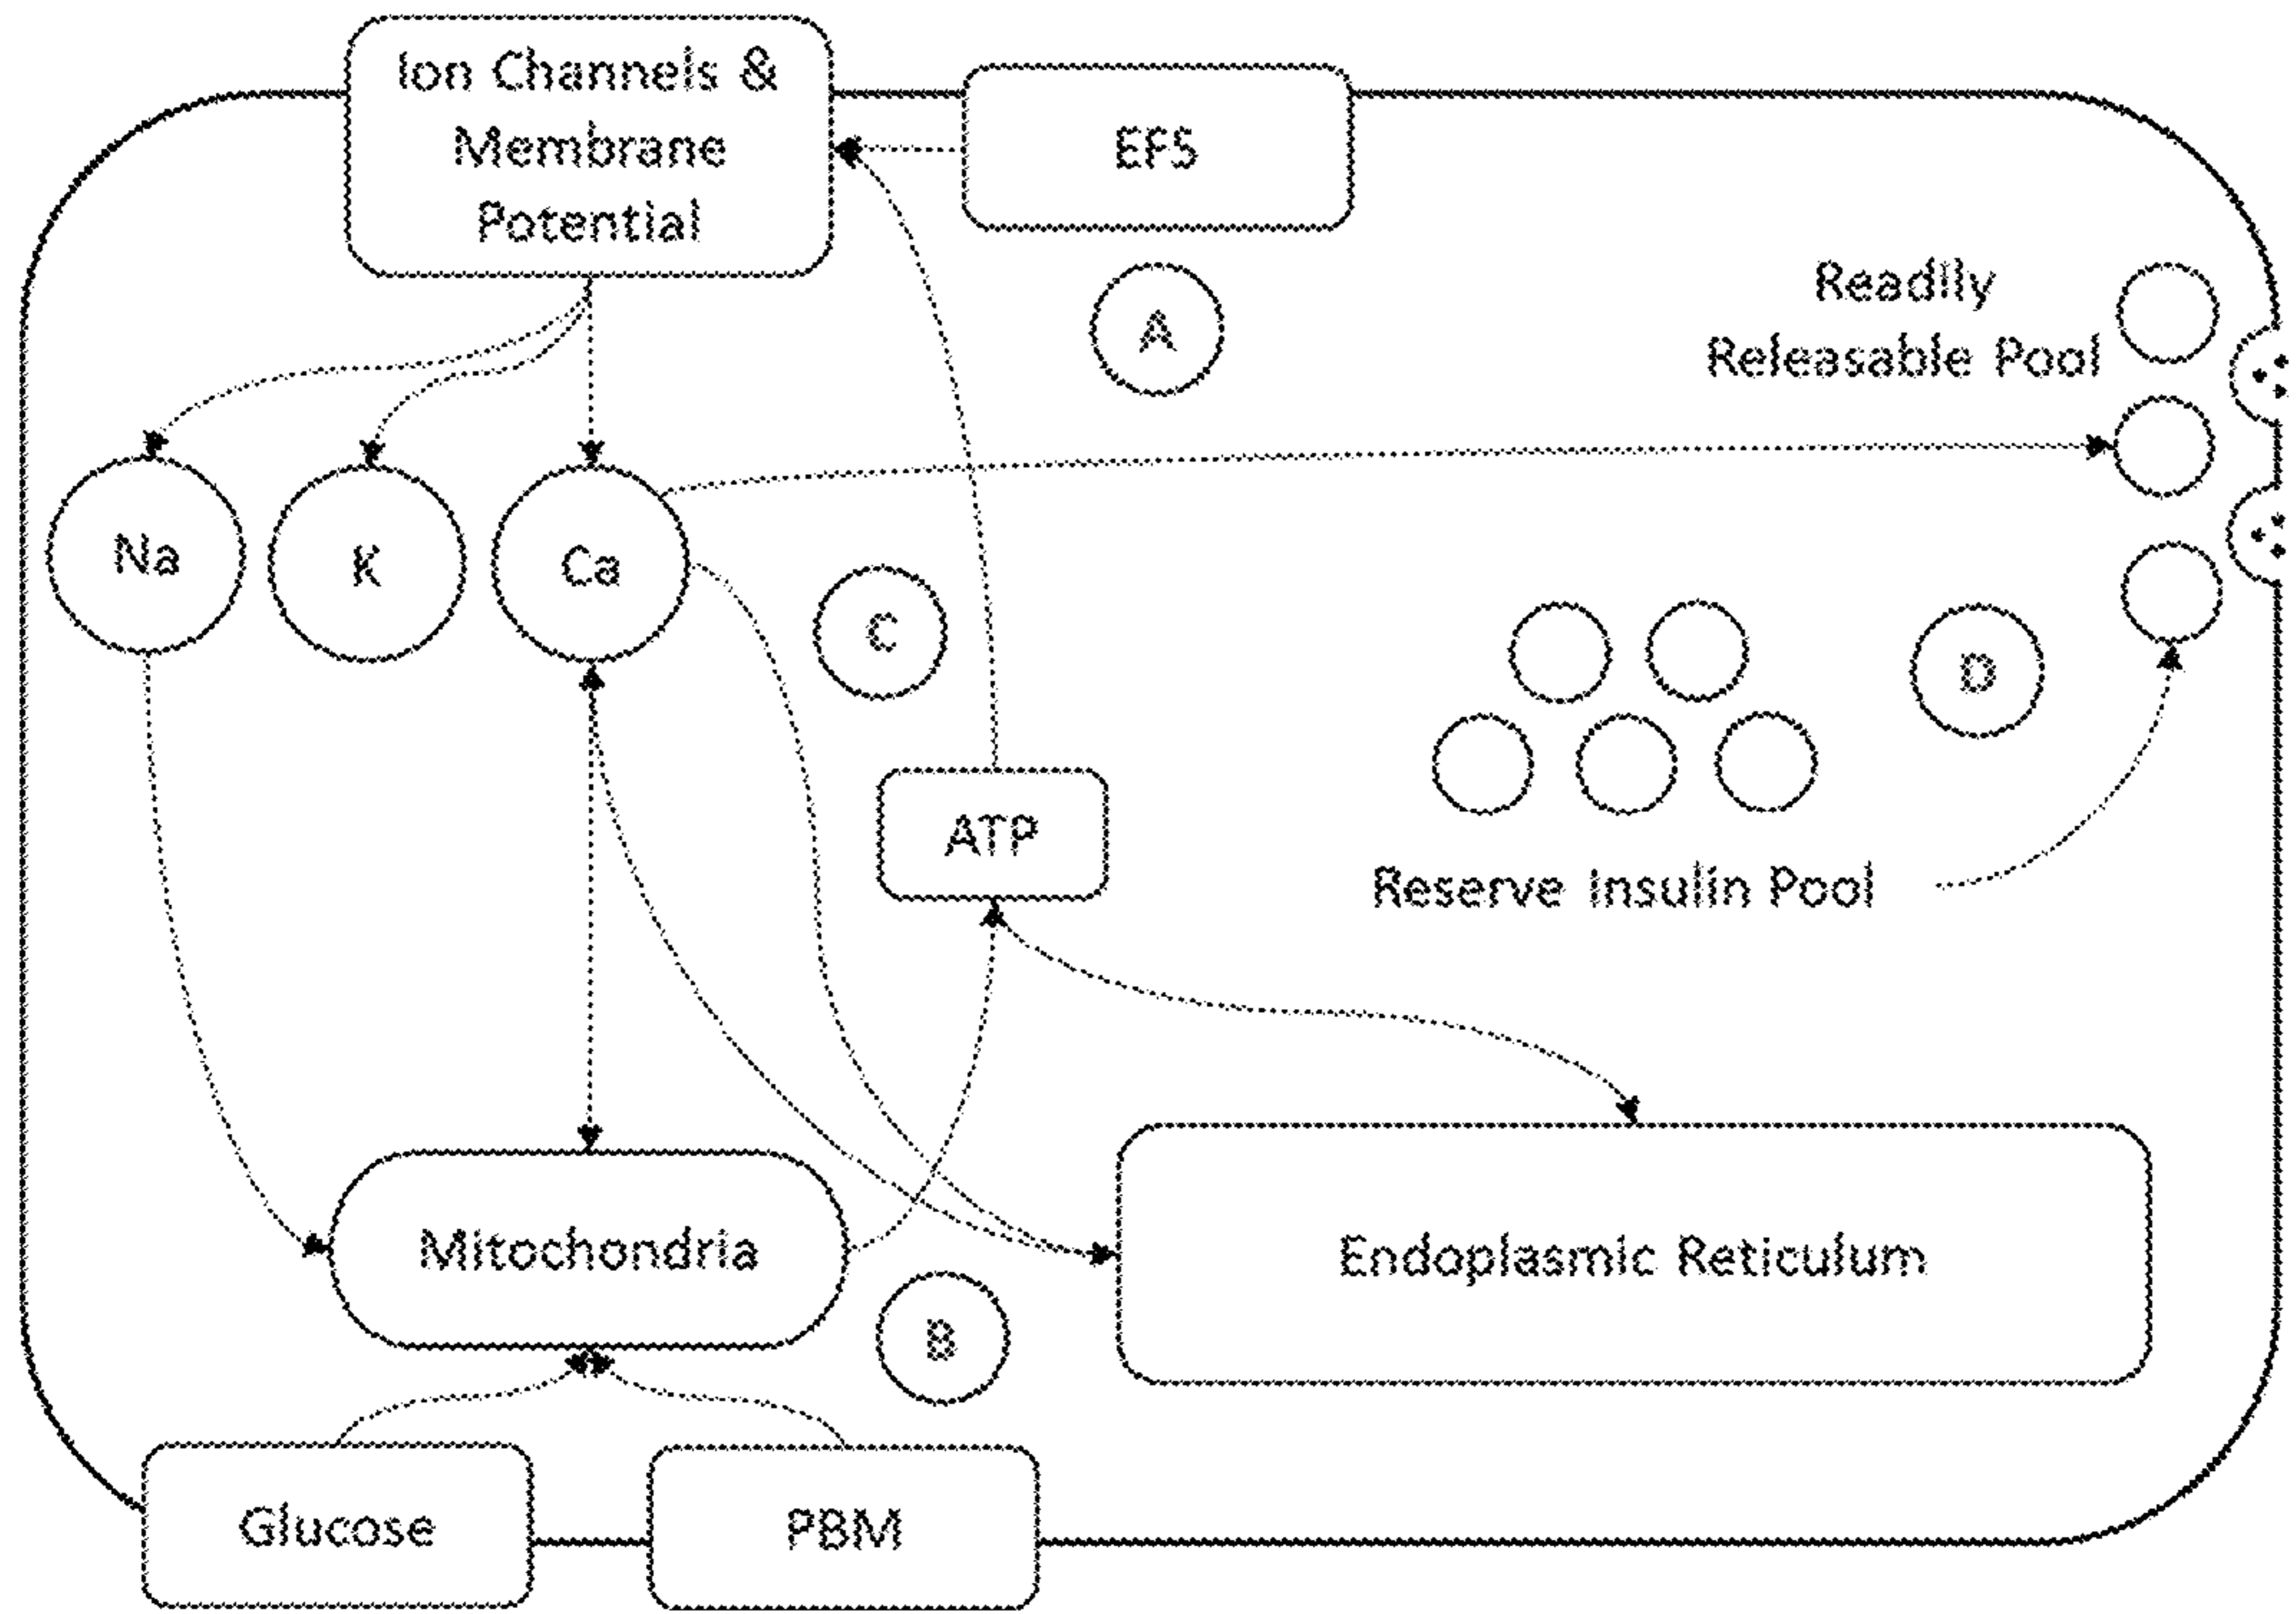 Ion Channels &
Membrane
Potential
EFS
A
Readily
Releasable Pool
Na
K
Ca
C
D
ATP
Reserve Insulin Pool
Mitochondria
Endoplasmic Reticulum
B
Glucose
PBM